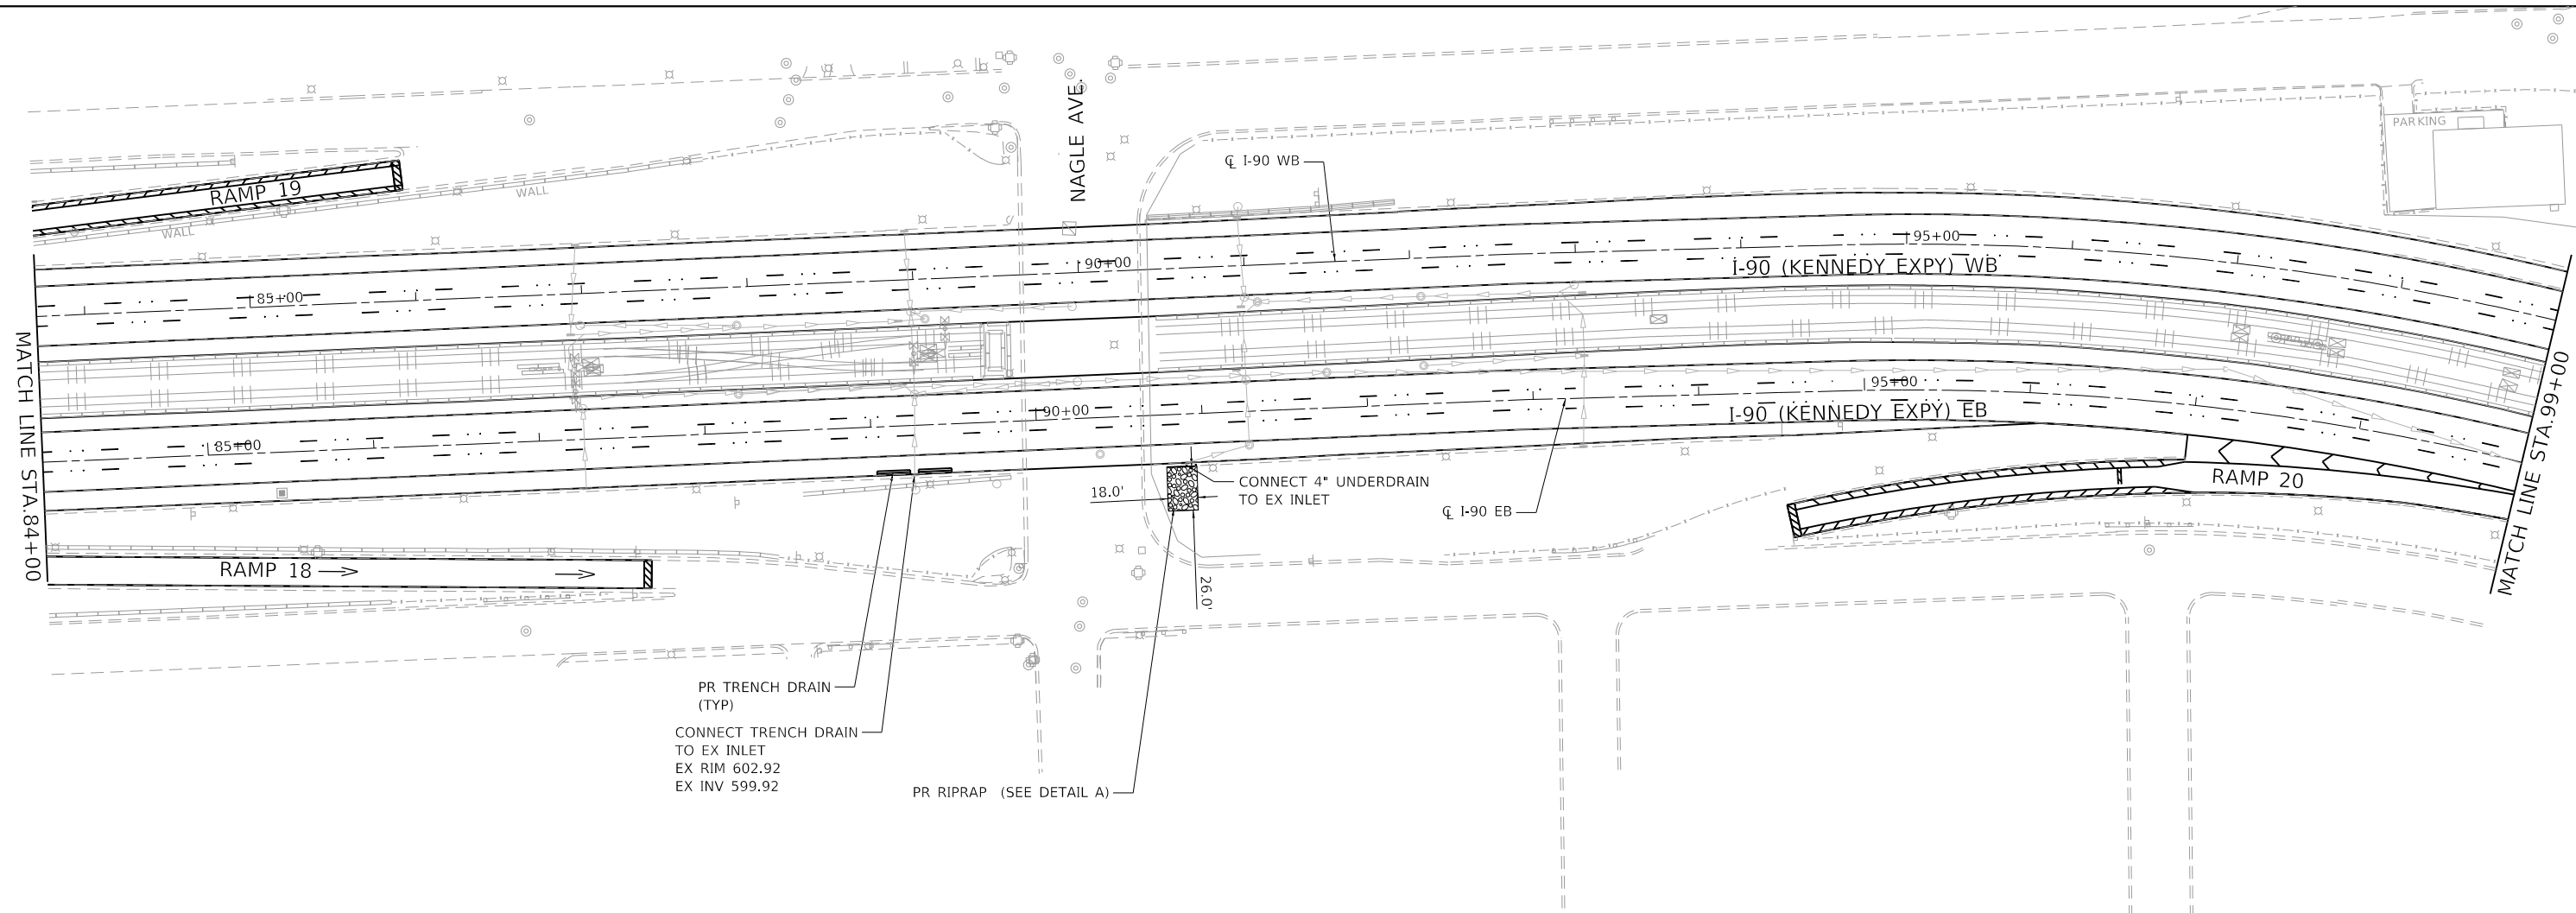 NAGLE AVE.
PARKING
RAMP 19
WALL
WALL
℄ I-90 WB
95+00
90+00
I-90 (KENNEDY EXPY) WB
85+00
MATCH LINE STA.84+00
MATCH LINE STA.99+00
95+00
90+00
I-90 (KENNEDY EXPY) EB
85+00
RAMP 20
18.0'
CONNECT 4" UNDERDRAIN
TO EX INLET
℄ I-90 EB
RAMP 18
26.0'
PR TRENCH DRAIN
(TYP)
CONNECT TRENCH DRAIN
TO EX INLET
EX RIM 602.92
EX INV 599.92
PR RIPRAP (SEE DETAIL A)